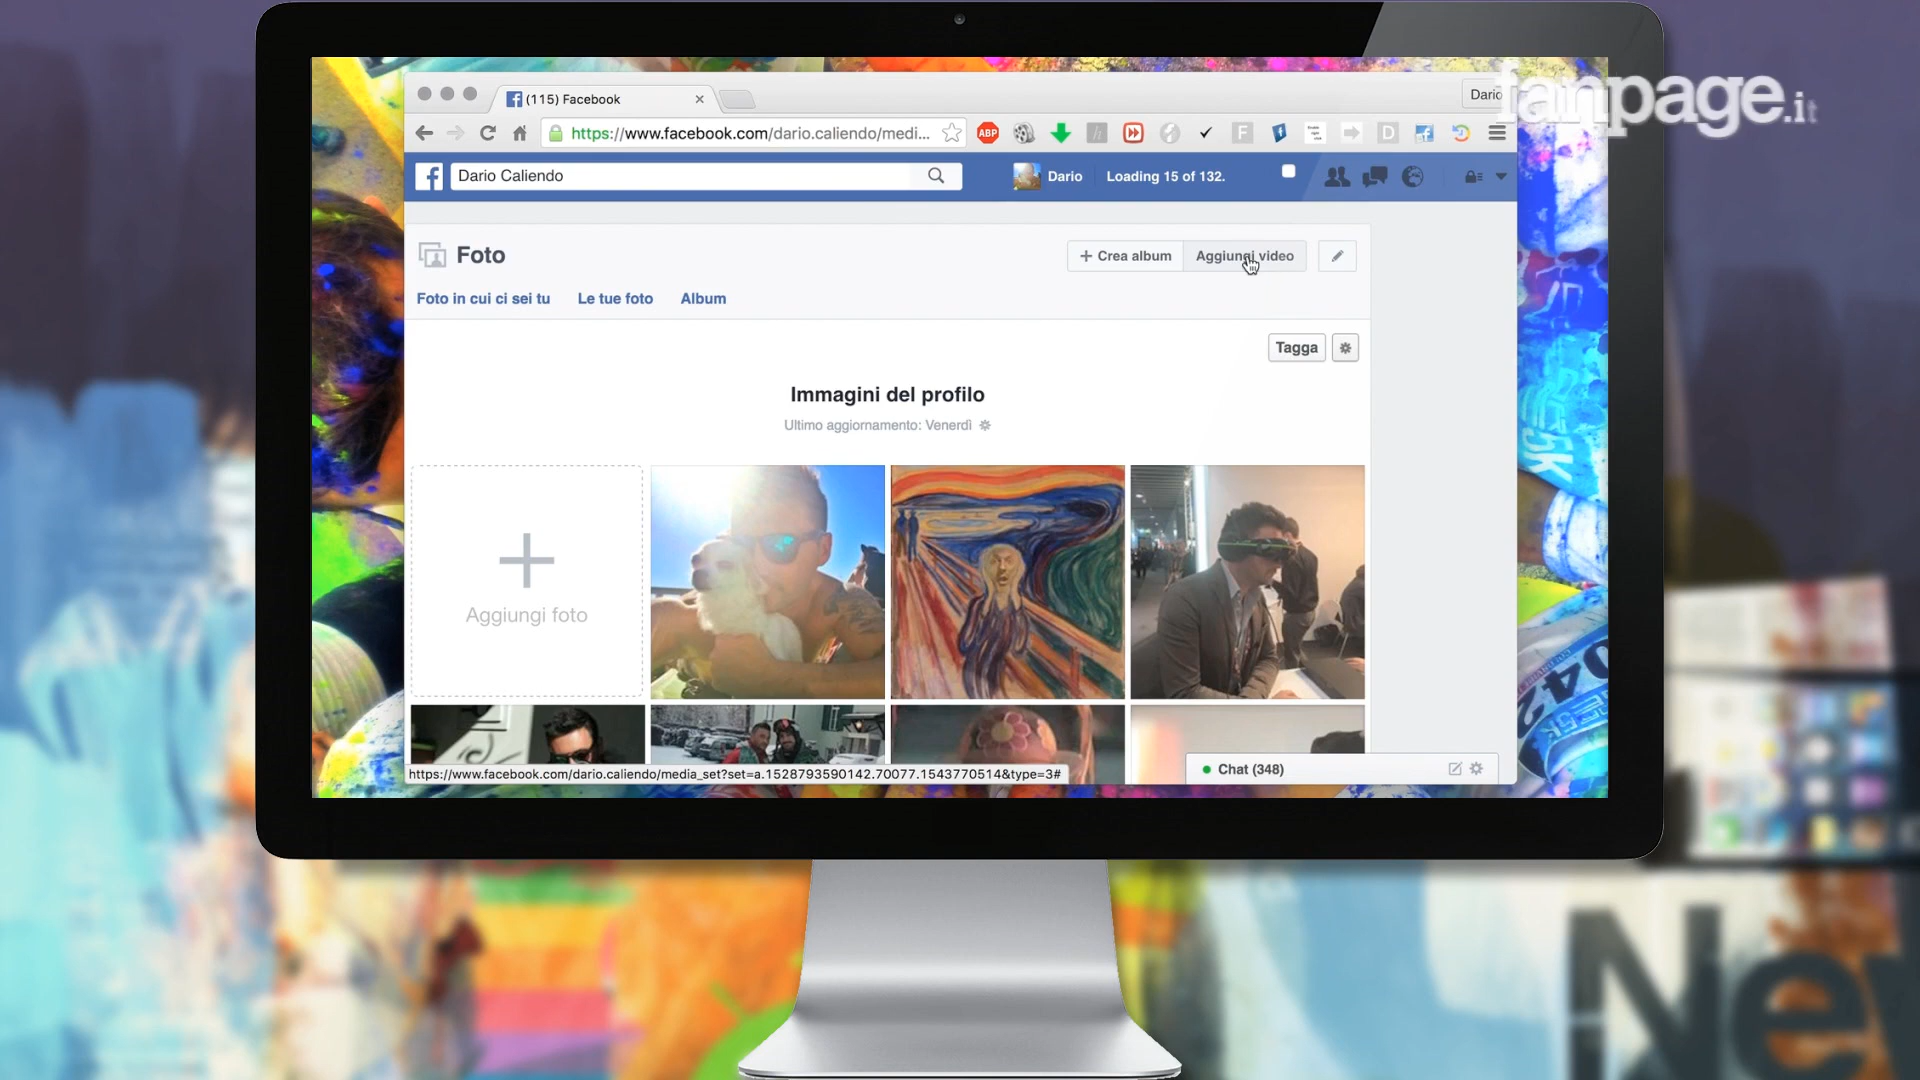 fanpage.it
(115) Facebook
Dario
https://www.facebook.com/dario.caliendo/medi...
ABP
F
D
Dario Caliendo
Dario
Loading 15 of 132.
Foto
+ Crea album
Aggiungi video
Foto in cui ci sei tu
Le tue foto
Album
Tagga
Immagini del profilo
Ultimo aggiornamento: Venerdì
Aggiungi foto
https://www.facebook.com/dario.caliendo/media_set?set=a.1528793590142.70077.1543770514&type=3#
Chat (348)